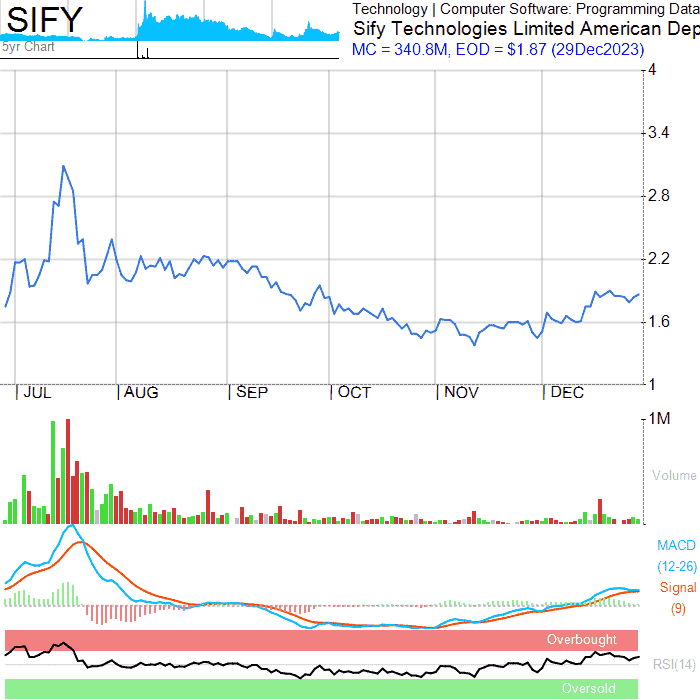 SIFY
5yr Chart
Technology | Computer Software: Programming Data
Sify Technologies Limited American Dep
MC = 340.8M, EOD = $1.87 (29Dec2023)
4
3.4
2.8
2.2
1.6
1
JUL AUG SEP OCT NOV DEC
1M
Volume
MACD
(12-26)
Signal
(9)
Overbought
RSI(14)
Oversold